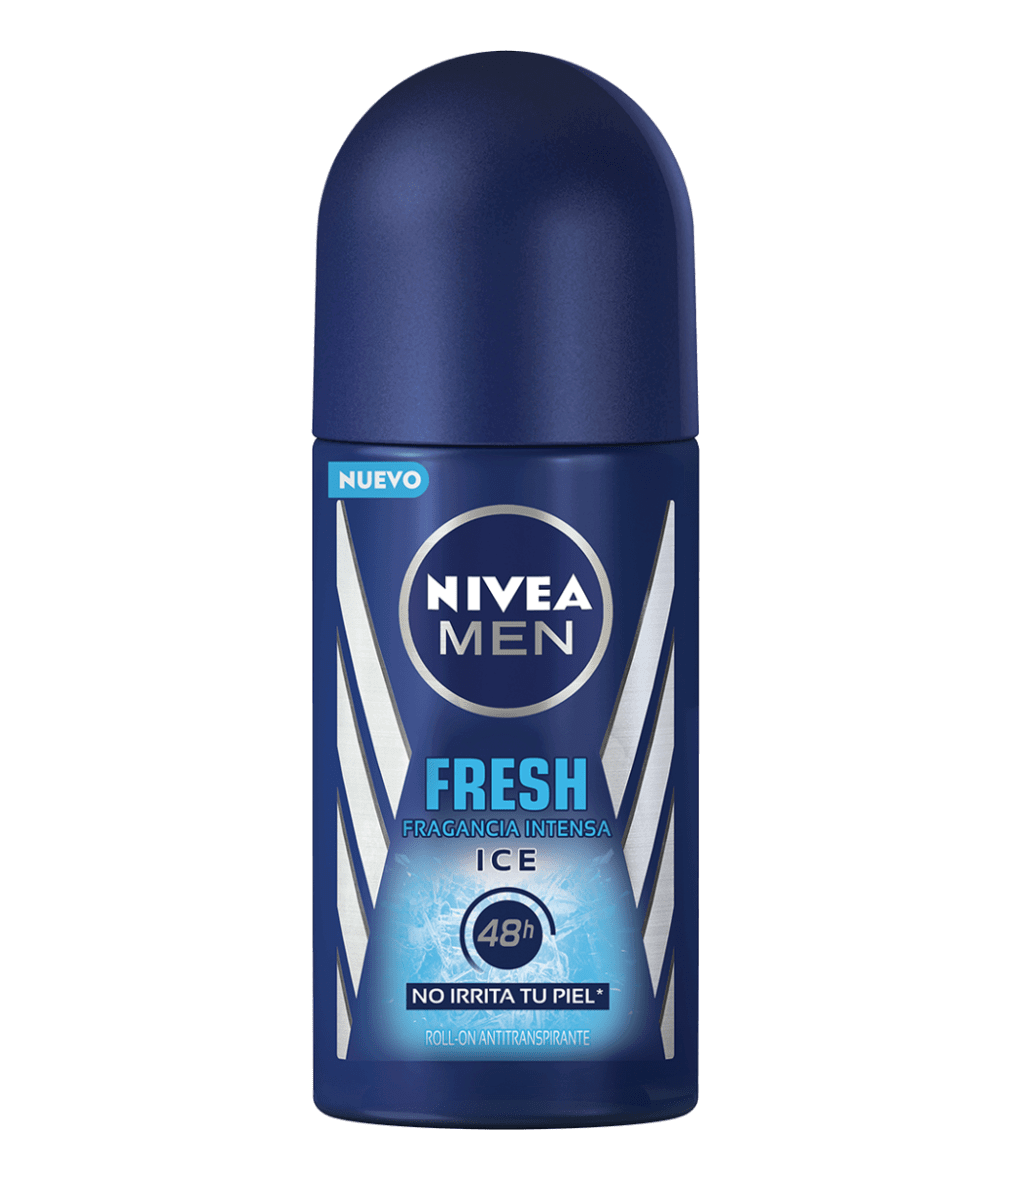 NUEVO
NIVEA
MEN
FRESH
FRAGANCIA INTENSA
ICE
48h
NO IRRITA TU PIEL*
ROLL-ON ANTITRANSPIRANTE